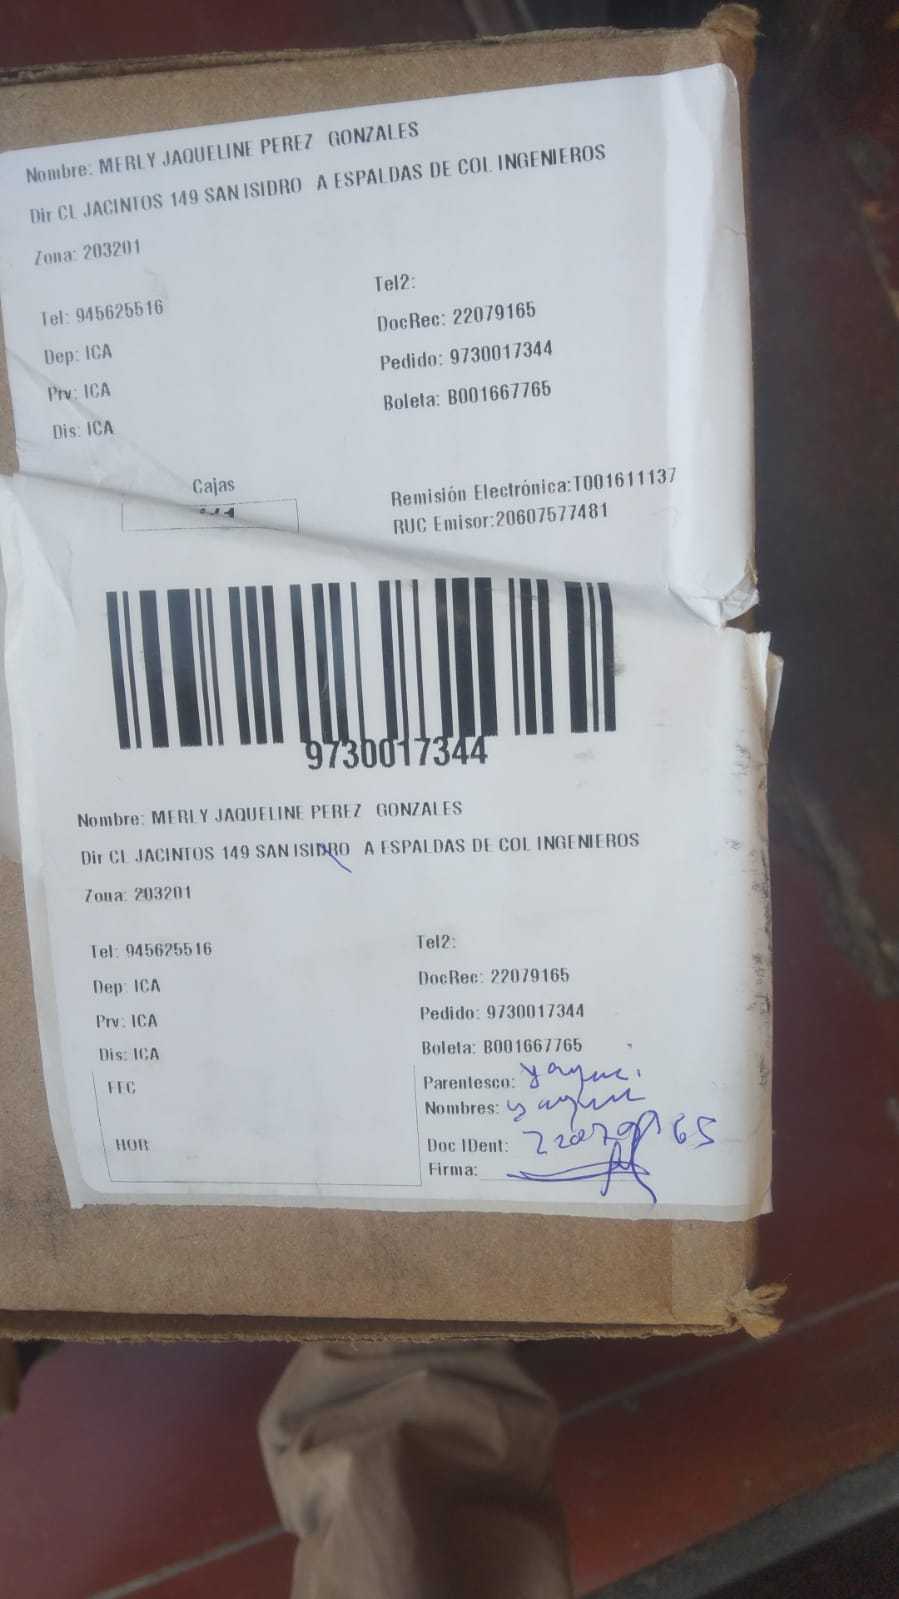 Nombre: MERLY JAQUELINE PEREZ GONZALES
Dir CL JACINTOS 149 SAN ISIDRO A ESPALDAS DE COL INGENIEROS
Zona: 203201
Tel: 945625516
Tel2:
DocRec: 22079165
Dep: ICA
Pedido: 9730017344
Prv: ICA
Boleta: B001667765
Dis: ICA
Cajas
Remisión Electrónica:T001611137
RUC Emisor:20607577481
9730017344
Nombre: MERLY JAQUELINE PEREZ GONZALES
Dir CL JACINTOS 149 SAN ISIDRO A ESPALDAS DE COL INGENIEROS
Zona: 203201
Tel: 945625516
Tel2:
Dep: ICA
DocRec: 22079165
Prv: ICA
Pedido: 9730017344
Dis: ICA
Boleta: B001667765
FEC
Parentesco:
Nombres:
HOR
Doc IDent: 22079165
Firma: